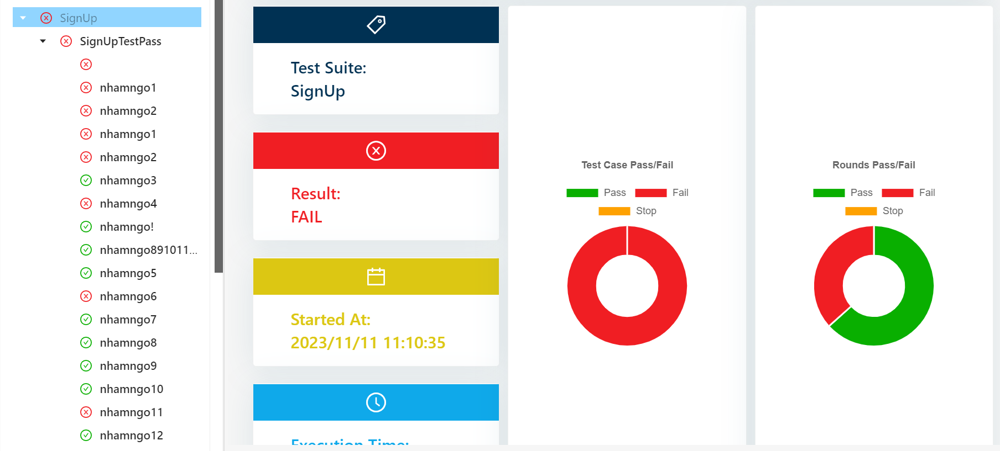 SignUp
SignUpTestPass
nhamngo1
nhamngo2
nhamngo1
nhamngo2
nhamngo3
nhamngo4
nhamngo!
nhamngo891011...
nhamngo5
nhamngo6
nhamngo7
nhamngo8
nhamngo9
nhamngo10
nhamngo11
nhamngo12
Test Suite:
SignUp
Result:
FAIL
Started At:
2023/11/11 11:10:35
Execution Time:
Test Case Pass/Fail
Pass Fail
Stop
Rounds Pass/Fail
Pass Fail
Stop